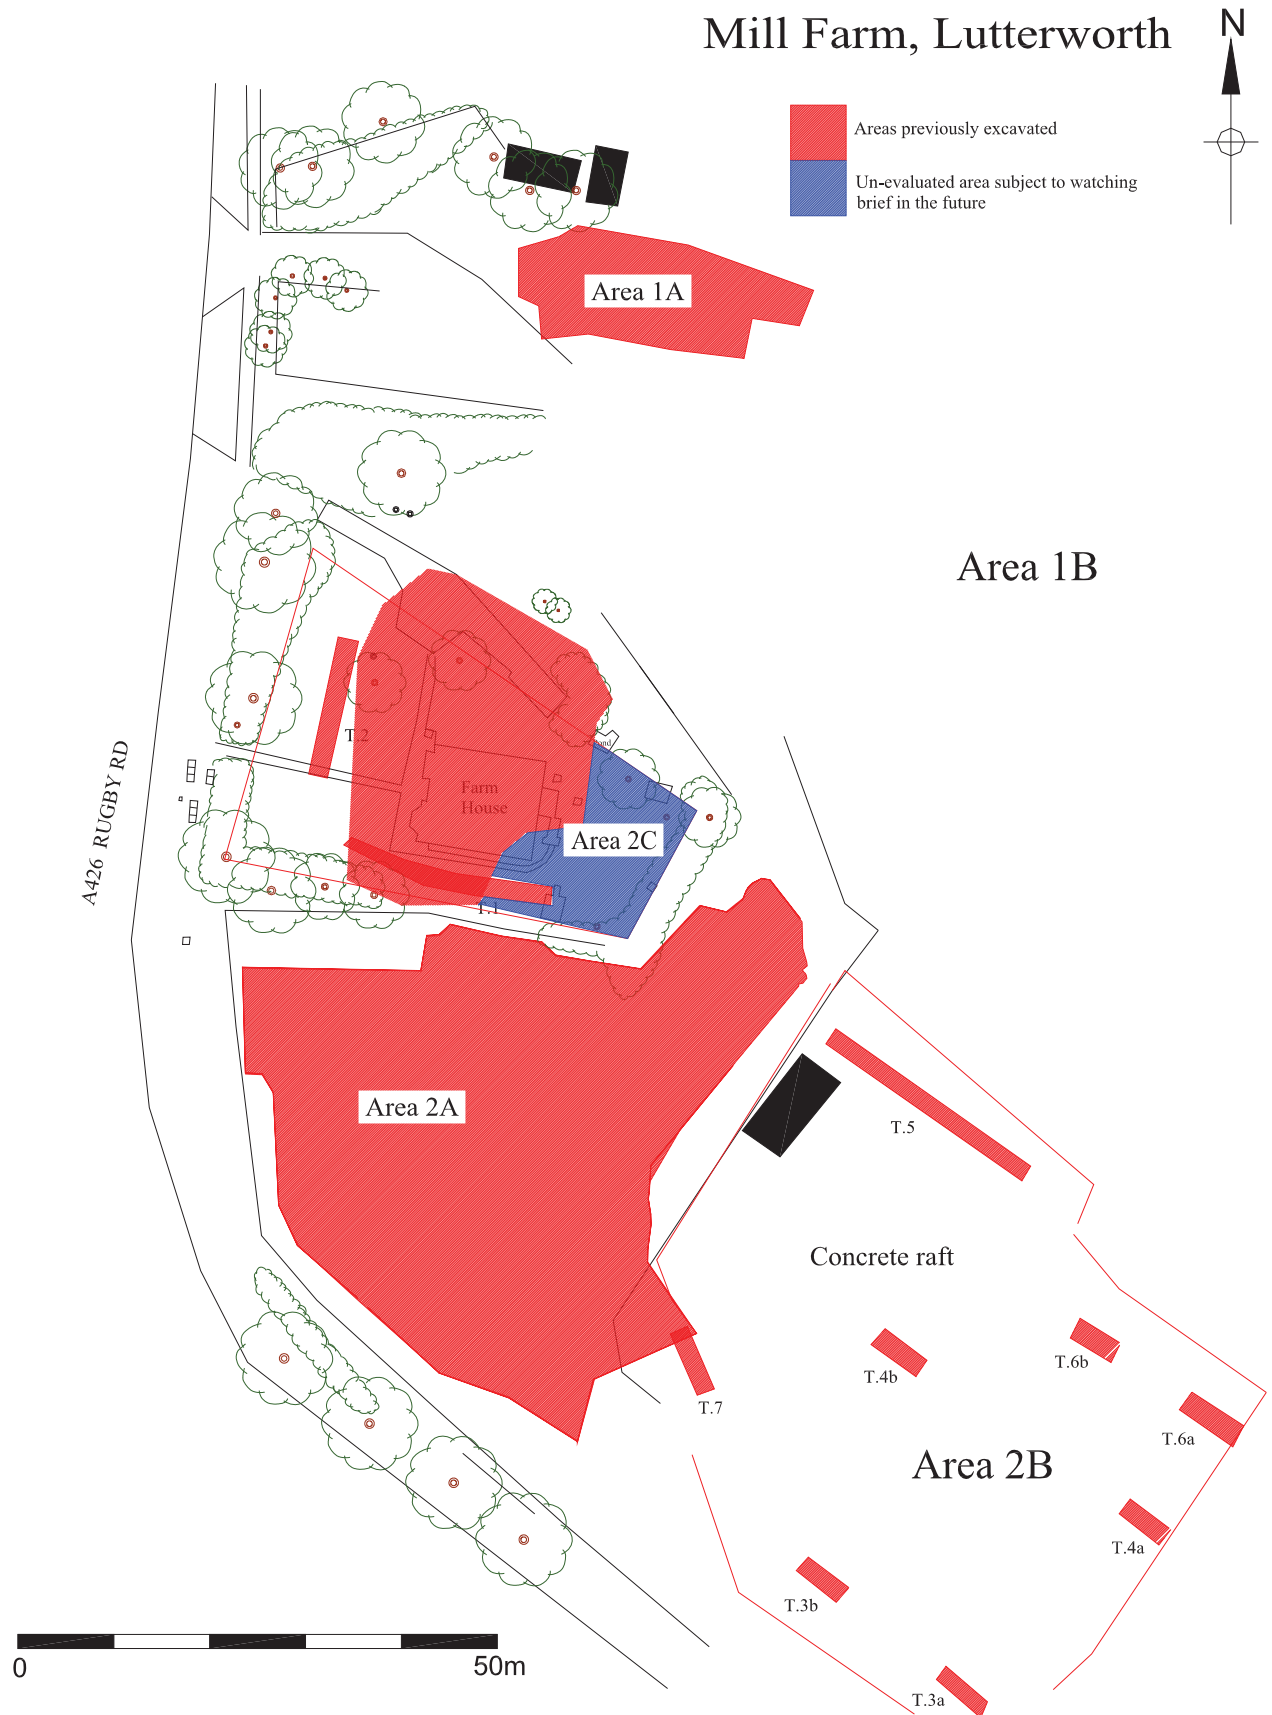 Mill Farm, Lutterworth
N
Areas previously excavated
Un-evaluated area subject to watching
brief in the future
Area 1A
Area 1B
T.2
A426 RUGBY RD
Farm
House
Area 2C
T.1
Area 2A
T.5
Concrete raft
T.6b
T.4b
T.7
T.6a
Area 2B
T.4a
T.3b
T.3a
0
50m